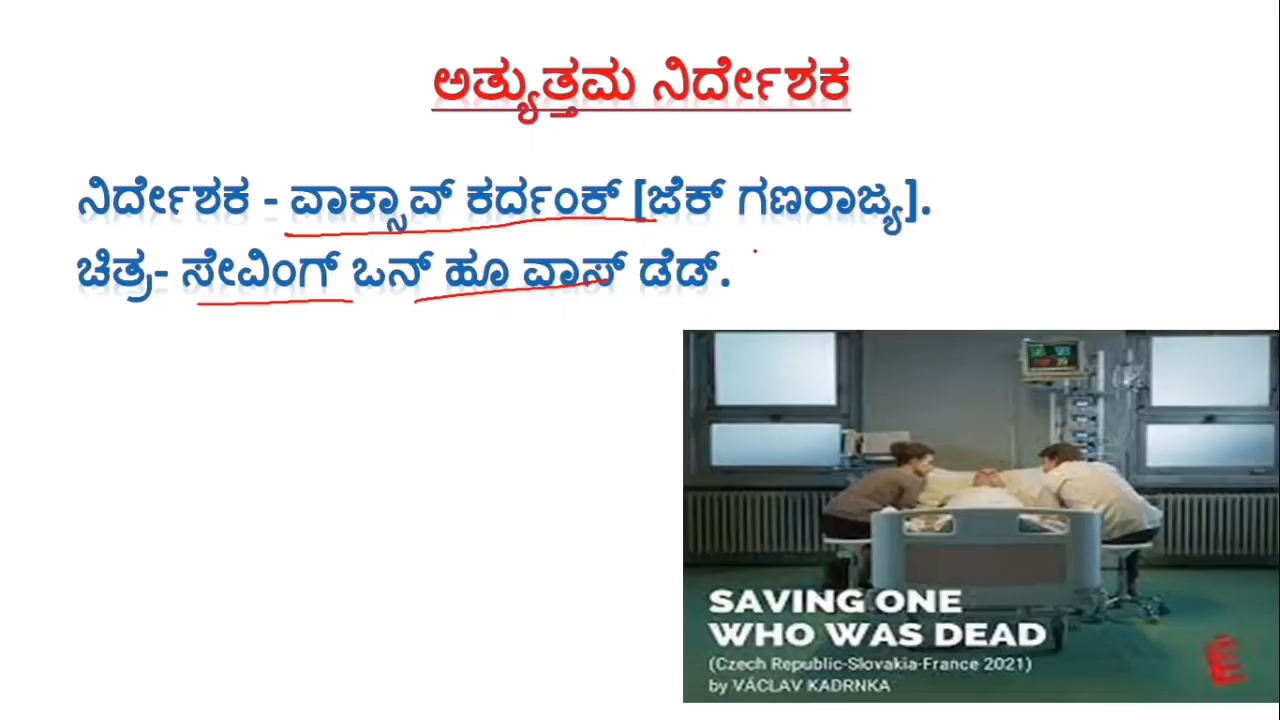 ಅತ್ಯುತ್ತಮ ನಿರ್ದೇಶಕ
ನಿರ್ದೇಶಕ - ವಾಕ್ಸಾವ್ ಕರ್ದಂಕ್ [ಜೆಕ್ ಗಣರಾಜ್ಯ].
ಚಿತ್ರ- ಸೇವಿಂಗ್ ಒನ್ ಹೂ ವಾಸ್ ಡೆಡ್.
SAVING ONE
WHO WAS DEAD
(Czech Republic-Slovakia-France 2021)
by VÁCLAV KADRNKA